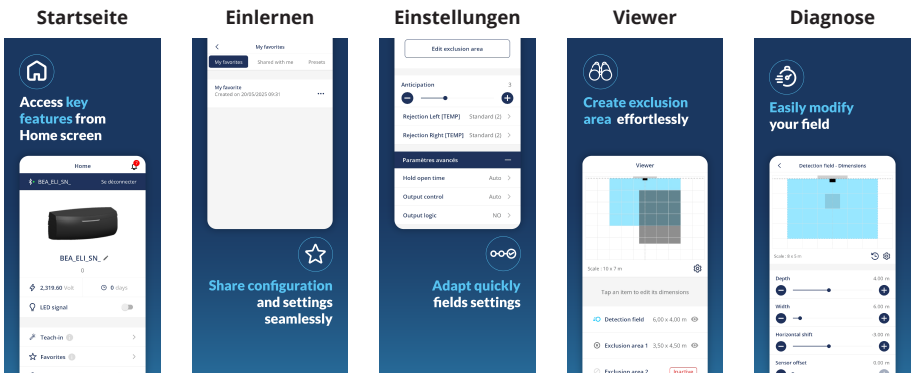 Startseite
Access key
features from
Home screen
Home
BEA_ELI_SN_
Se déconnecter
BEA_ELI_SN_
0
2,319.60 Volt
0 days
LED signal
Teach-in
Favorites
Einlernen
My favorites
My favorites
Shared with me
Presets
My favorite
Created on 20/05/2025 09:31
Share configuration
and settings
seamlessly
Einstellungen
Edit exclusion area
Anticipation 3
Rejection Left [TEMP] Standard (2)
Rejection Right [TEMP] Standard (2)
Paramètres avancés
Hold open time Auto
Output control Auto
Output logic NO
Adapt quickly
fields settings
Viewer
Create exclusion
area effortlessly
Viewer
Scale : 10 x 7 m
Tap an item to edit its dimensions
Detection field 6,00 x 4,00 m
Exclusion area 1 3,50 x 4,50 m
Exclusion area 2 Inactive
Diagnose
Easily modify
your field
Detection field - Dimensions
Scale : 8 x 5 m
Depth 4.00 m
Width 6.00 m
Horizontal shift -3.00 m
Sensor offset 0.00 m